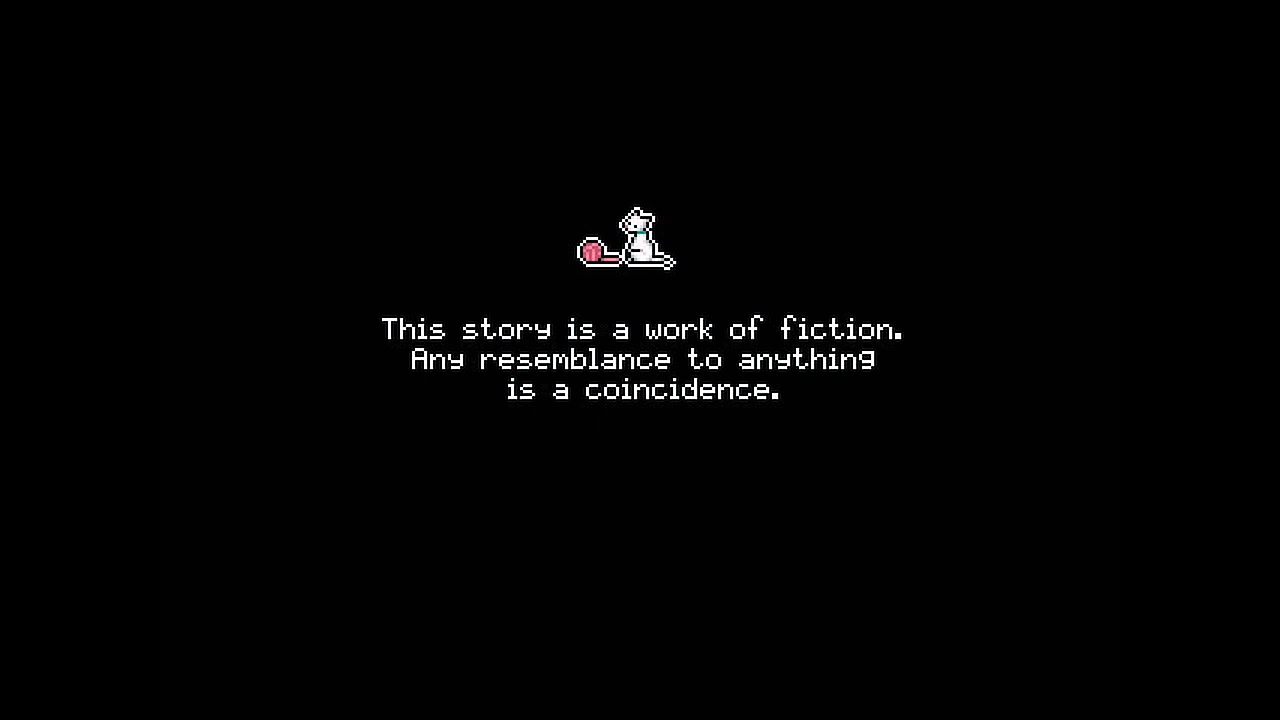 This story is a work of fiction.
Any resemblance to anything
is a coincidence.